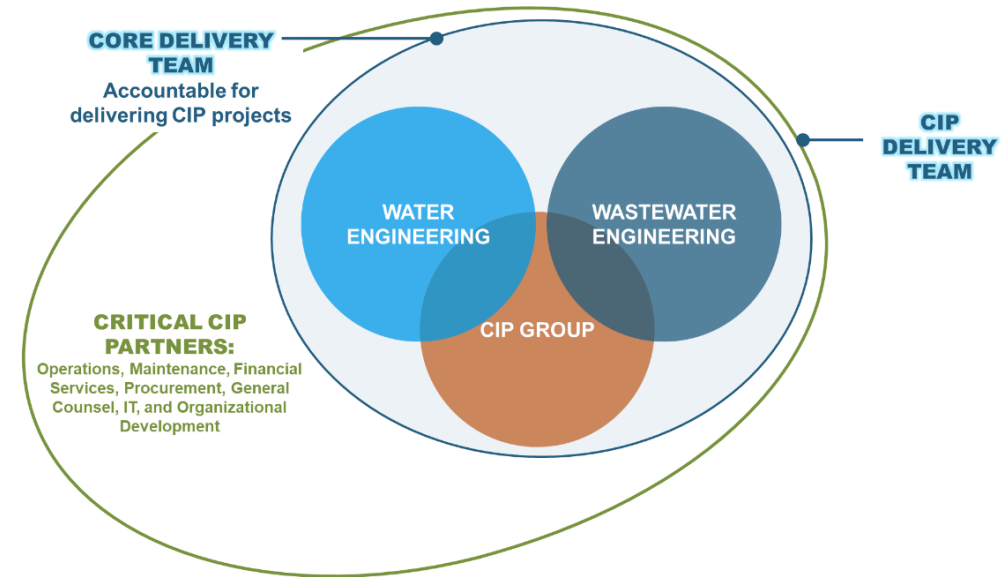 CORE DELIVERY
TEAM
Accountable for
delivering CIP projects
CIP
DELIVERY
TEAM
WATER
ENGINEERING
WASTEWATER
ENGINEERING
CIP GROUP
CRITICAL CIP
PARTNERS:
Operations, Maintenance, Financial
Services, Procurement, General
Counsel, IT, and Organizational
Development